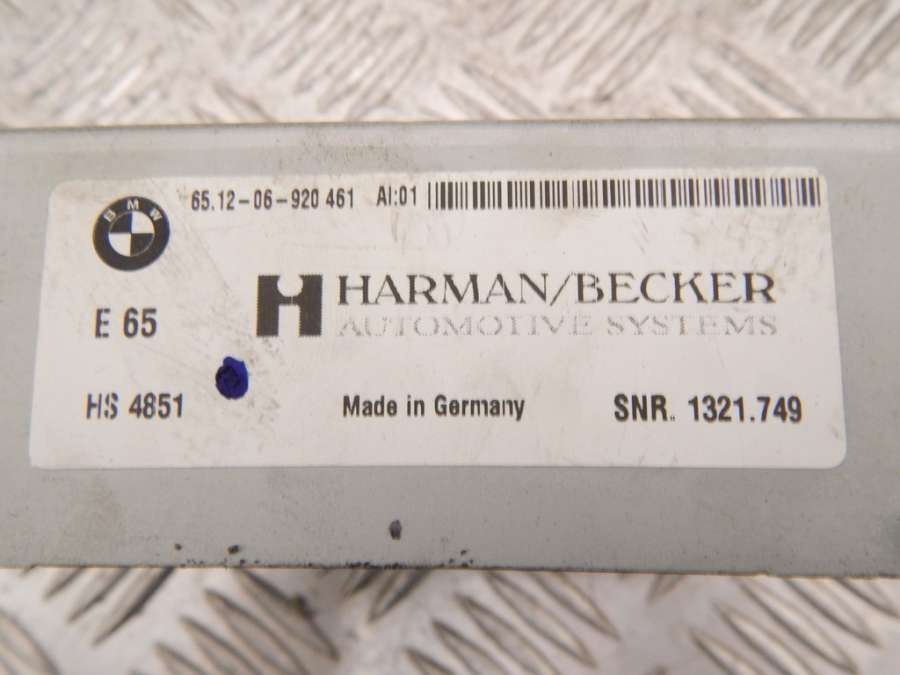 65.12-06-920 461 AI:01
BMW
HARMAN/BECKER
E 65
AUTOMOTIVE SYSTEMS
HS 4851 Made in Germany SNR. 1321.749